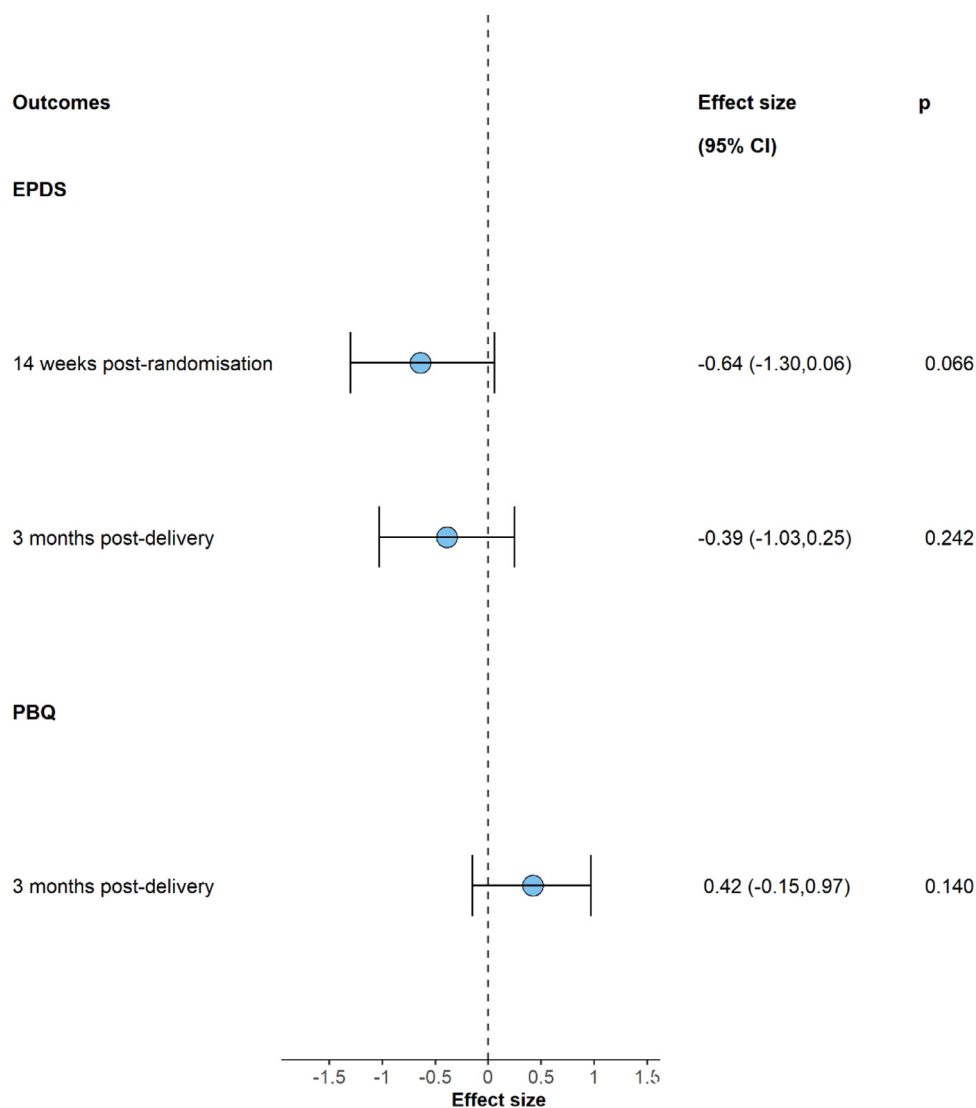 Outcomes Effect size p
(95% CI)
EPDS
14 weeks post-randomisation -0.64 (-1.30,0.06) 0.066
3 months post-delivery -0.39 (-1.03,0.25) 0.242
PBQ
3 months post-delivery 0.42 (-0.15,0.97) 0.140
-1.5 -1 -0.5 0 0.5 1 1.5
Effect size